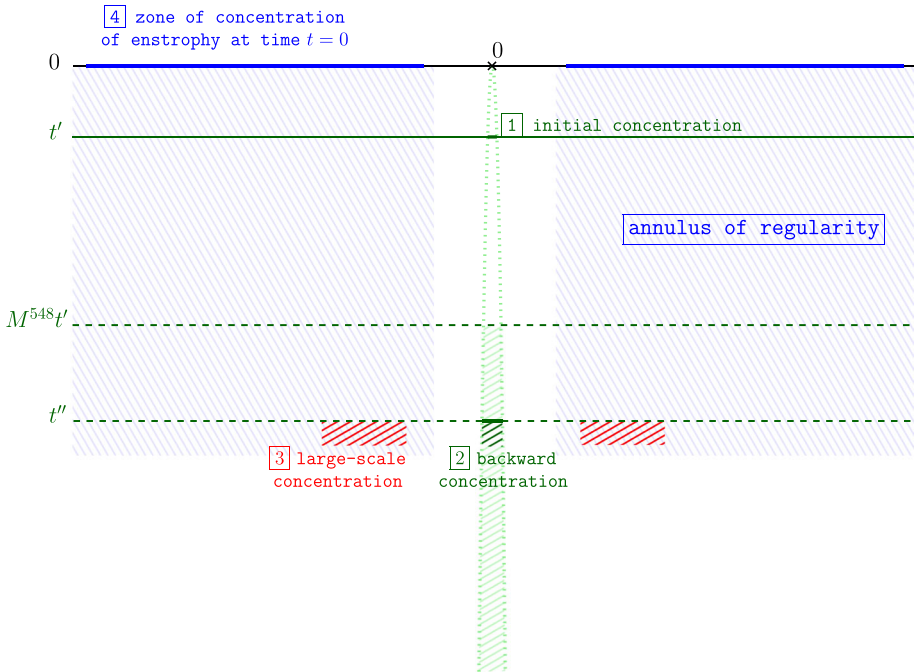 4 zone of concentration
of enstrophy at time t = 0
0
0
t′
1 initial concentration
annulus of regularity
M^548 t′
t″
3 large-scale
concentration
2 backward
concentration